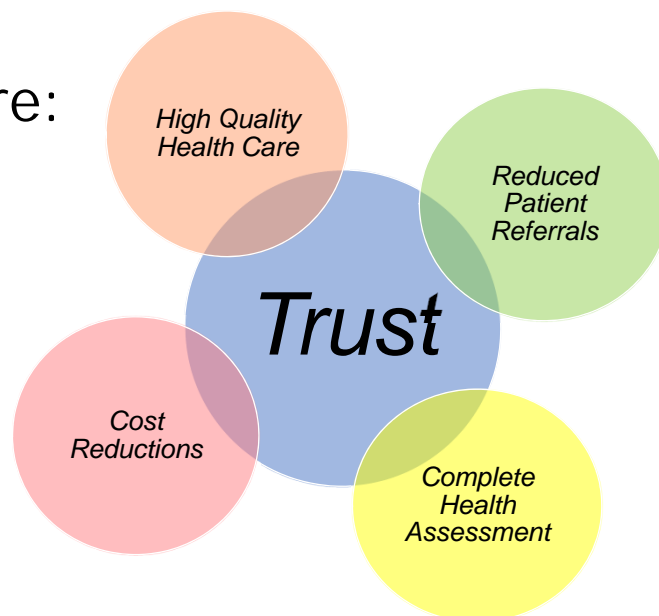 re:
High Quality
Health Care
Reduced
Patient
Referrals
Trust
Cost
Reductions
Complete
Health
Assessment